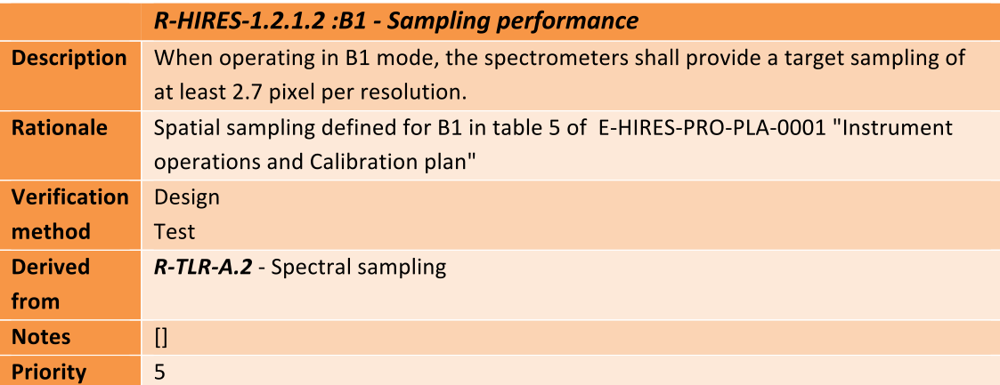 R-HIRES-1.2.1.2 :B1 - Sampling performance
Description When operating in B1 mode, the spectrometers shall provide a target sampling of
at least 2.7 pixel per resolution.
Rationale Spatial sampling defined for B1 in table 5 of  E-HIRES-PRO-PLA-0001 "Instrument
operations and Calibration plan"
Verification Design
method Test
Derived R-TLR-A.2 - Spectral sampling
from
Notes []
Priority 5